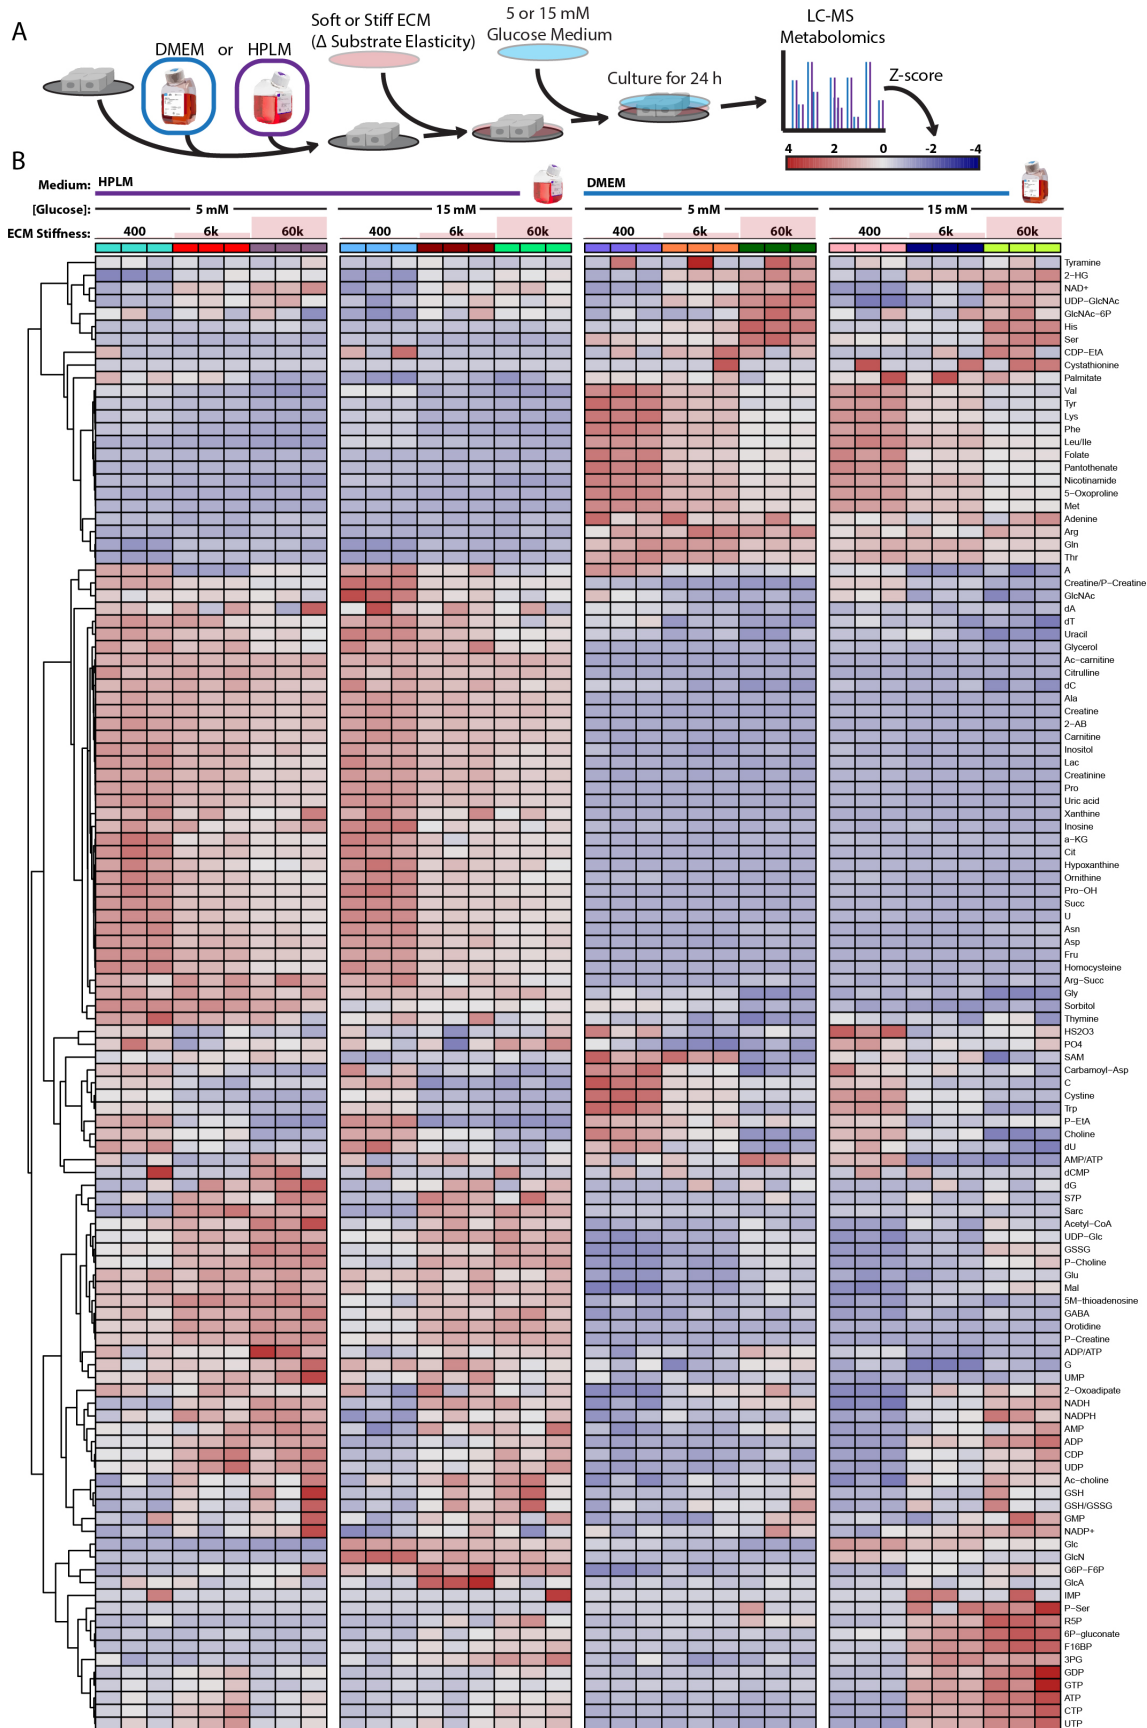 A
Soft or Stiff ECM
(Δ Substrate Elasticity)
5 or 15 mM
Glucose Medium
LC-MS
Metabolomics
DMEM or HPLM
Culture for 24 h
Z-score
4 2 0 -2 -4
B
Medium: HPLM DMEM
[Glucose]: 5 mM 15 mM 5 mM 15 mM
ECM Stiffness: 400 6k 60k 400 6k 60k 400 6k 60k 400 6k 60k
Tyramine
2−HG
NAD+
UDP−GlcNAc
GlcNAc−6P
His
Ser
CDP−EtA
Cystathionine
Palmitate
Val
Tyr
Lys
Phe
Leu/Ile
Folate
Pantothenate
Nicotinamide
5−Oxoproline
Met
Adenine
Arg
Gln
Thr
A
Creatine/P−Creatine
GlcNAc
dA
dT
Uracil
Glycerol
Ac−carnitine
Citrulline
dC
Ala
Creatine
2−AB
Carnitine
Inositol
Lac
Creatinine
Pro
Uric acid
Xanthine
Inosine
a−KG
Cit
Hypoxanthine
Ornithine
Pro−OH
Succ
U
Asn
Asp
Fru
Homocysteine
Arg−Succ
Gly
Sorbitol
Thymine
HS2O3
PO4
SAM
Carbamoyl−Asp
C
Cystine
Trp
P−EtA
Choline
dU
AMP/ATP
dCMP
dG
S7P
Sarc
Acetyl−CoA
UDP−Glc
GSSG
P−Choline
Glu
Mal
5M−thioadenosine
GABA
Orotidine
P−Creatine
ADP/ATP
G
UMP
2−Oxoadipate
NADH
NADPH
AMP
ADP
CDP
UDP
Ac−choline
GSH
GSH/GSSG
GMP
NADP+
Glc
GlcN
G6P−F6P
GlcA
IMP
P−Ser
R5P
6P−gluconate
F16BP
3PG
GDP
GTP
ATP
CTP
UTP